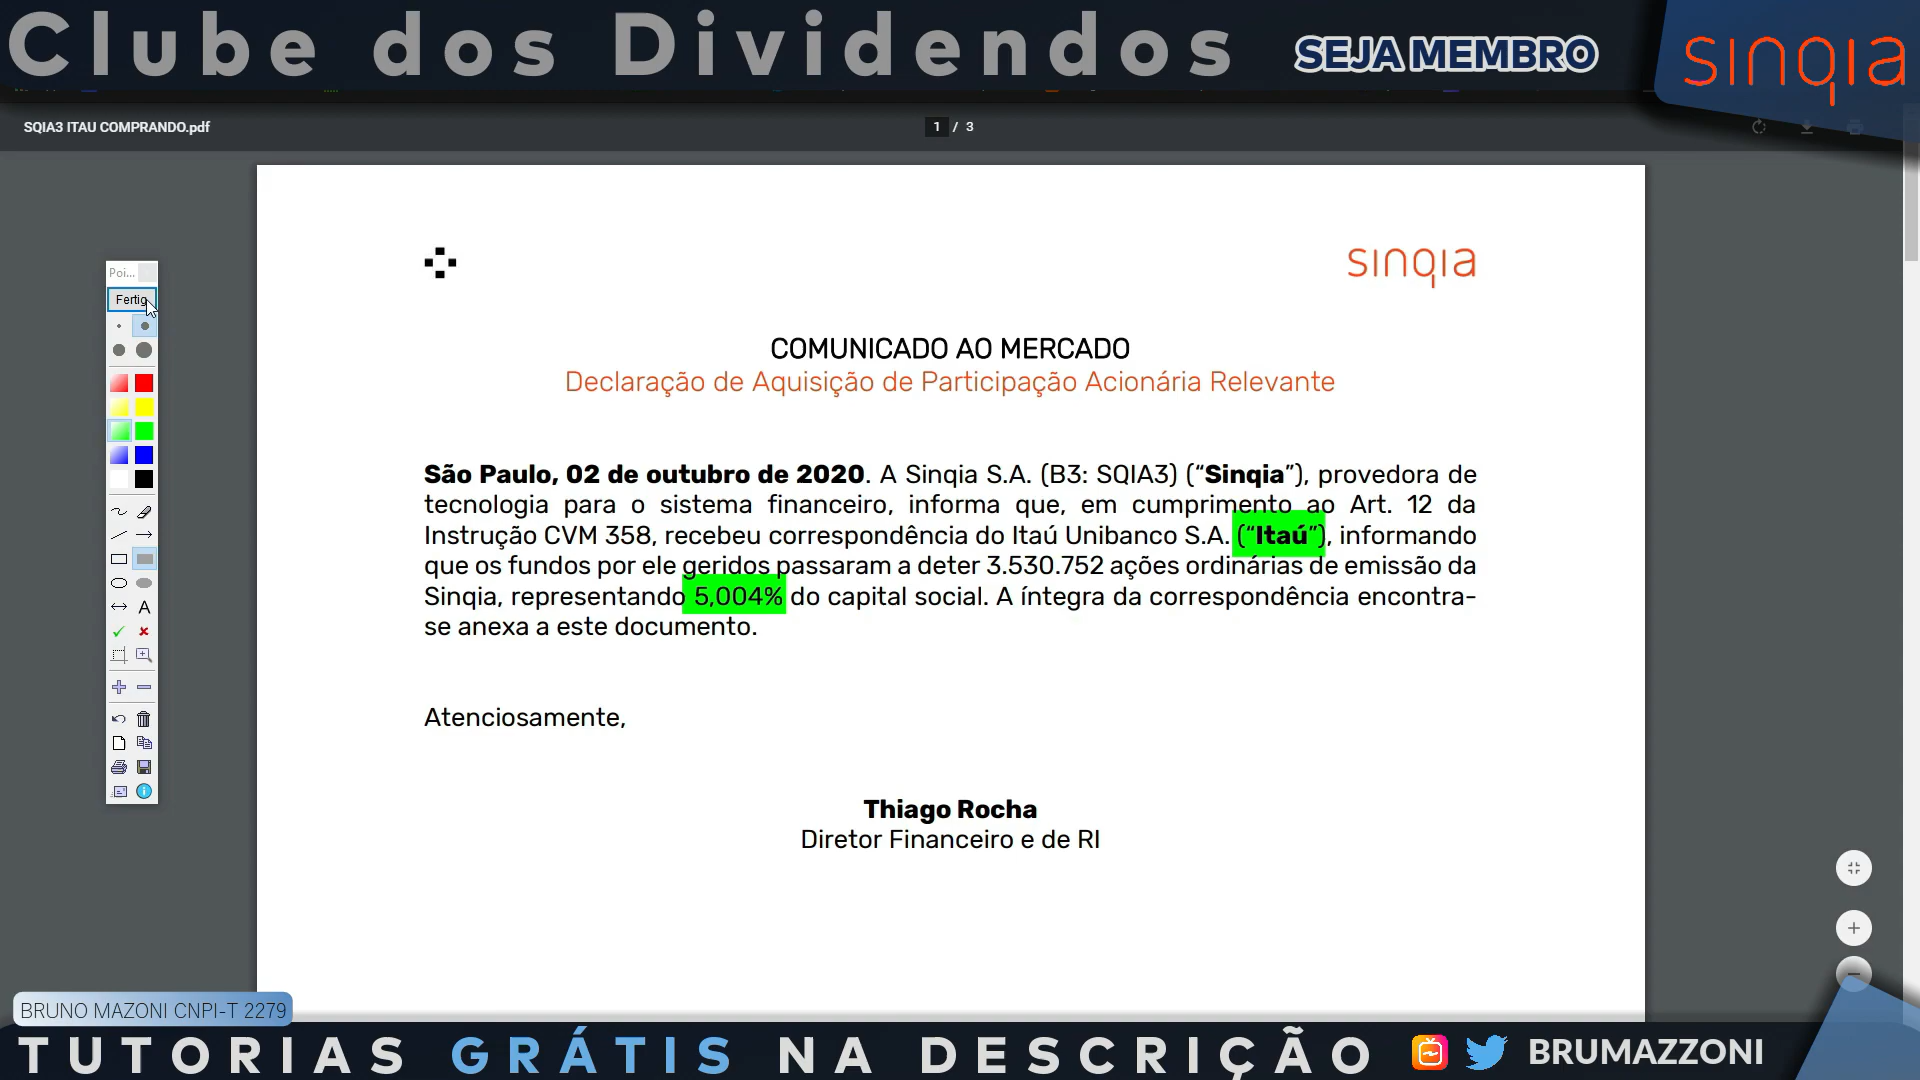 Clube dos Dividendos
SEJA MEMBRO
sinqia
SQIA3 ITAU COMPRANDO.pdf
1 / 3
sinqia
Poi...
Fertig
COMUNICADO AO MERCADO
Declaração de Aquisição de Participação Acionária Relevante
São Paulo, 02 de outubro de 2020. A Sinqia S.A. (B3: SQIA3) (“Sinqia”), provedora de
tecnologia para o sistema financeiro, informa que, em cumprimento ao Art. 12 da
Instrução CVM 358, recebeu correspondência do Itaú Unibanco S.A. (“Itaú”), informando
que os fundos por ele geridos passaram a deter 3.530.752 ações ordinárias de emissão da
Sinqia, representando 5,004% do capital social. A íntegra da correspondência encontra-
se anexa a este documento.
A
Atenciosamente,
Thiago Rocha
Diretor Financeiro e de RI
BRUNO MAZONI CNPI-T 2279
TUTORIAS GRÁTIS NA DESCRIÇÃO
BRUMAZZONI